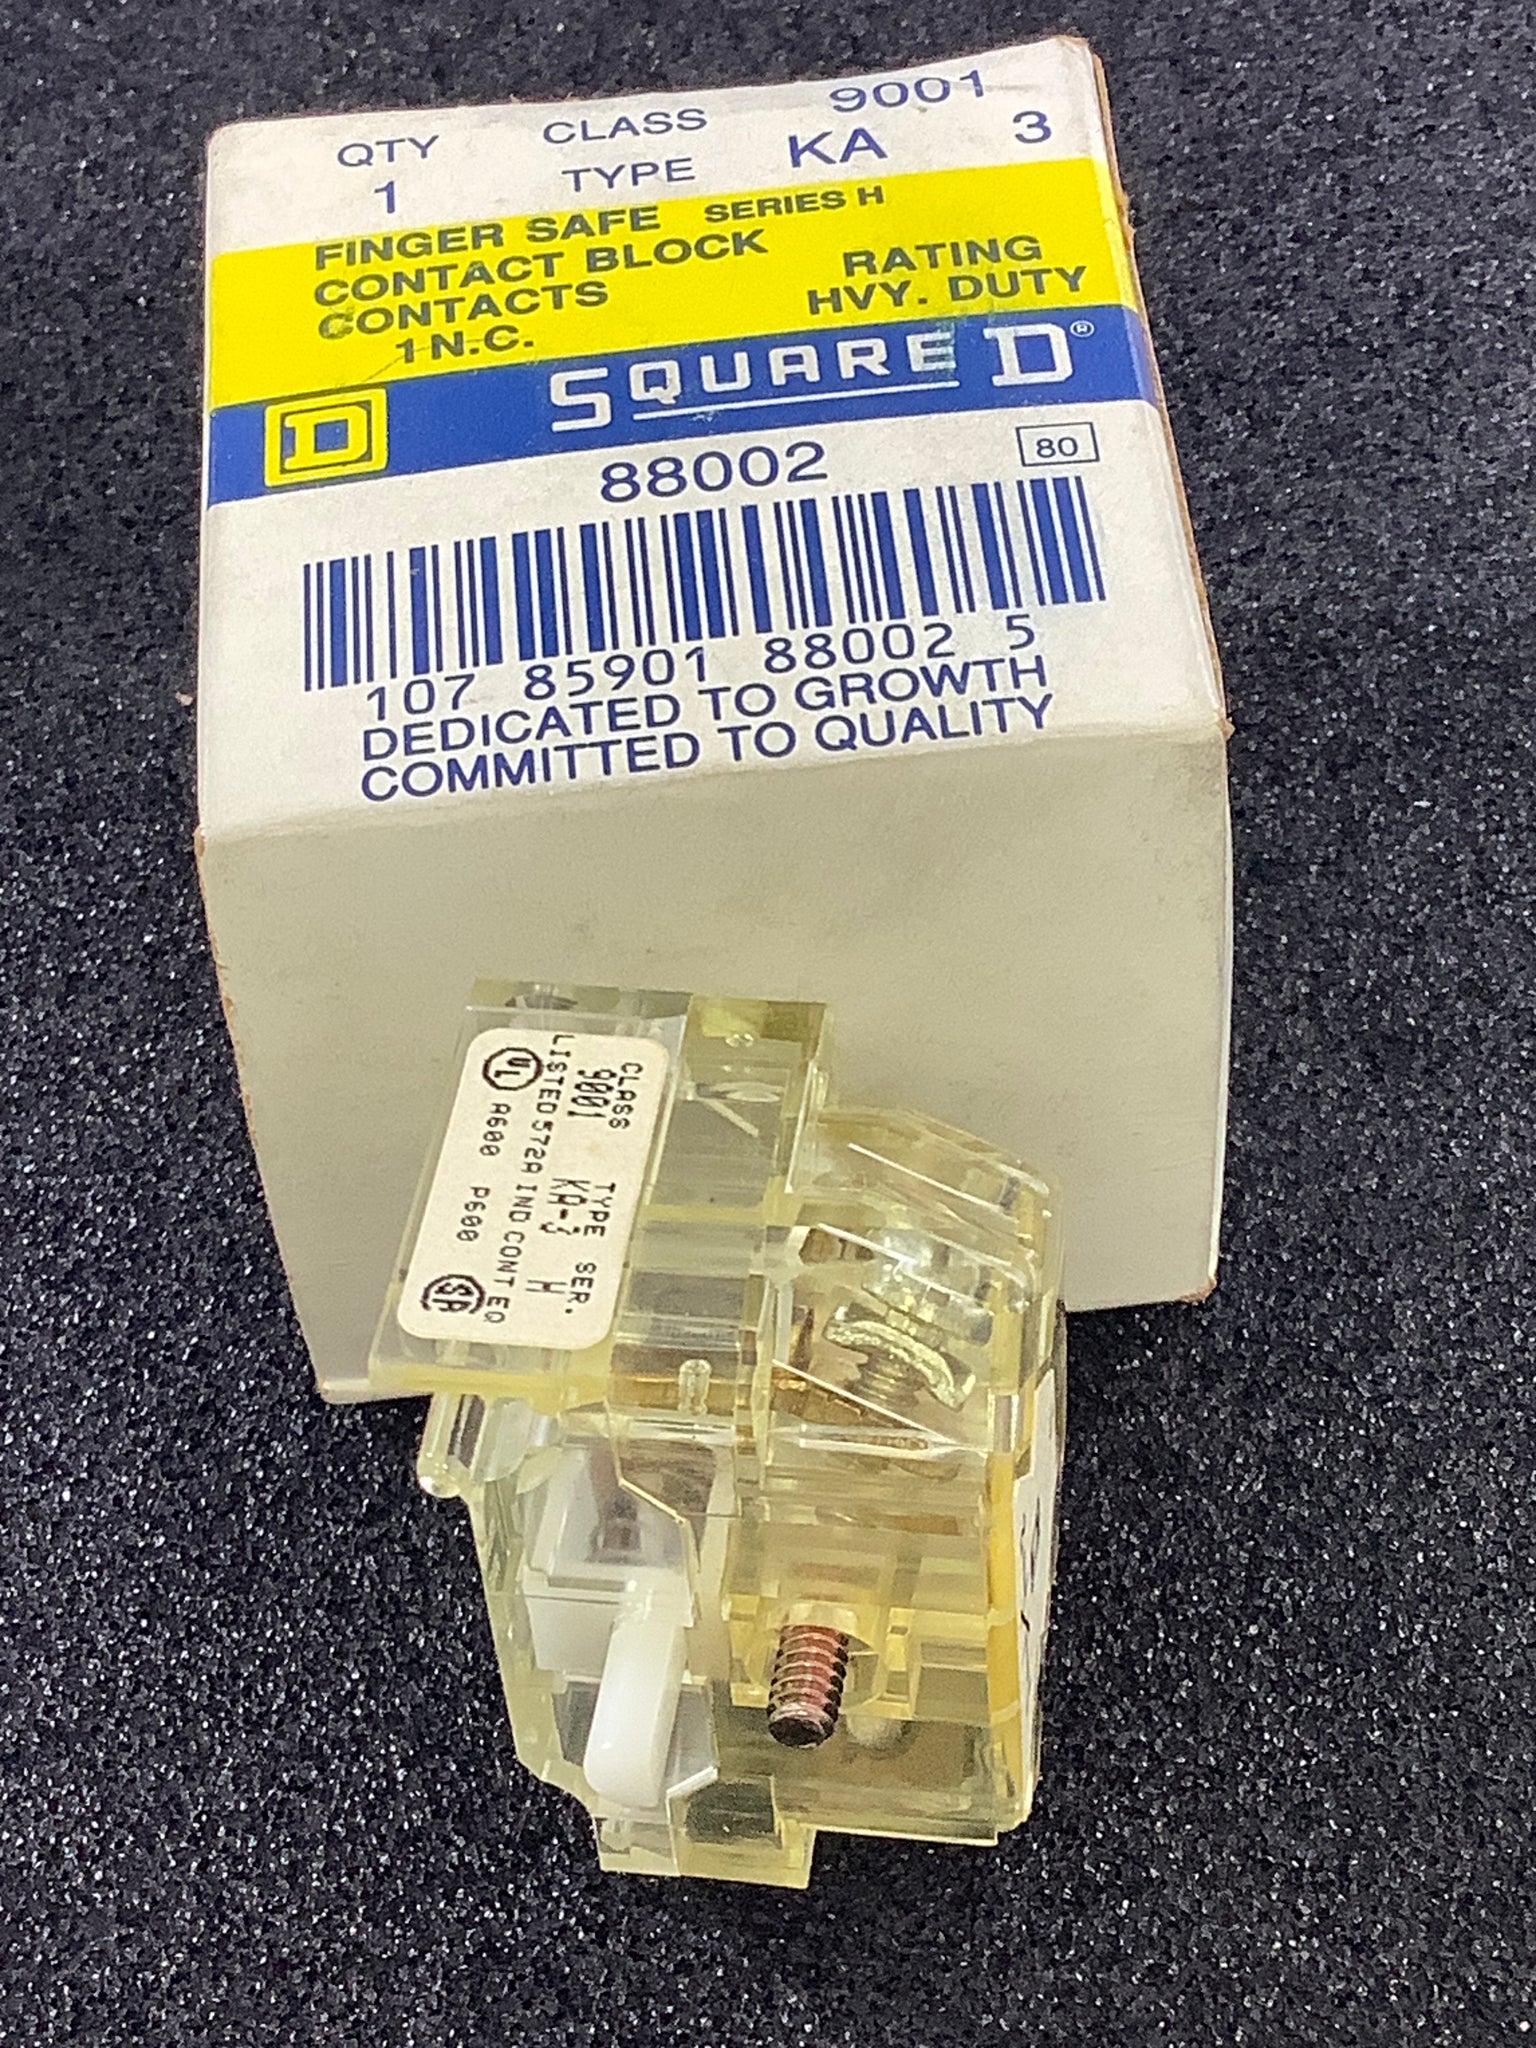 QTY CLASS 9001
1 TYPE KA 3
FINGER SAFE SERIES H
CONTACT BLOCK RATING
CONTACTS HVY. DUTY
1 N.C.
D SQUARE D®
88002 80
107 85901 88002 5
DEDICATED TO GROWTH
COMMITTED TO QUALITY
CLASS TYPE SER.
9001 KA-3 H
LISTED 572A IND CONT EQ
UL A600 P600 SP